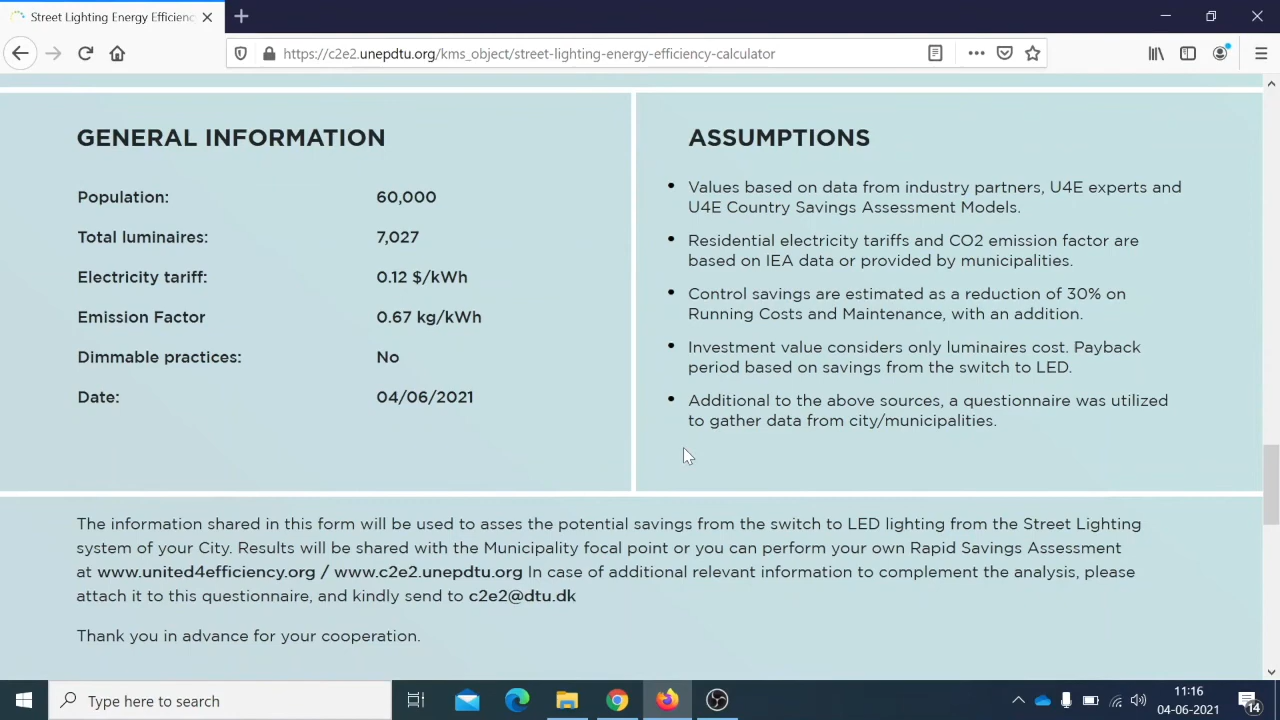 Street Lighting Energy Efficienc
https://c2e2.unepdtu.org/kms_object/street-lighting-energy-efficiency-calculator
GENERAL INFORMATION
Population: 60,000
Total luminaires: 7,027
Electricity tariff: 0.12 $/kWh
Emission Factor 0.67 kg/kWh
Dimmable practices: No
Date: 04/06/2021
ASSUMPTIONS
• Values based on data from industry partners, U4E experts and
U4E Country Savings Assessment Models.
• Residential electricity tariffs and CO2 emission factor are
based on IEA data or provided by municipalities.
• Control savings are estimated as a reduction of 30% on
Running Costs and Maintenance, with an addition.
• Investment value considers only luminaires cost. Payback
period based on savings from the switch to LED.
• Additional to the above sources, a questionnaire was utilized
to gather data from city/municipalities.
The information shared in this form will be used to asses the potential savings from the switch to LED lighting from the Street Lighting
system of your City. Results will be shared with the Municipality focal point or you can perform your own Rapid Savings Assessment
at www.united4efficiency.org / www.c2e2.unepdtu.org In case of additional relevant information to complement the analysis, please
attach it to this questionnaire, and kindly send to c2e2@dtu.dk
Thank you in advance for your cooperation.
Type here to search
11:16
04-06-2021
14